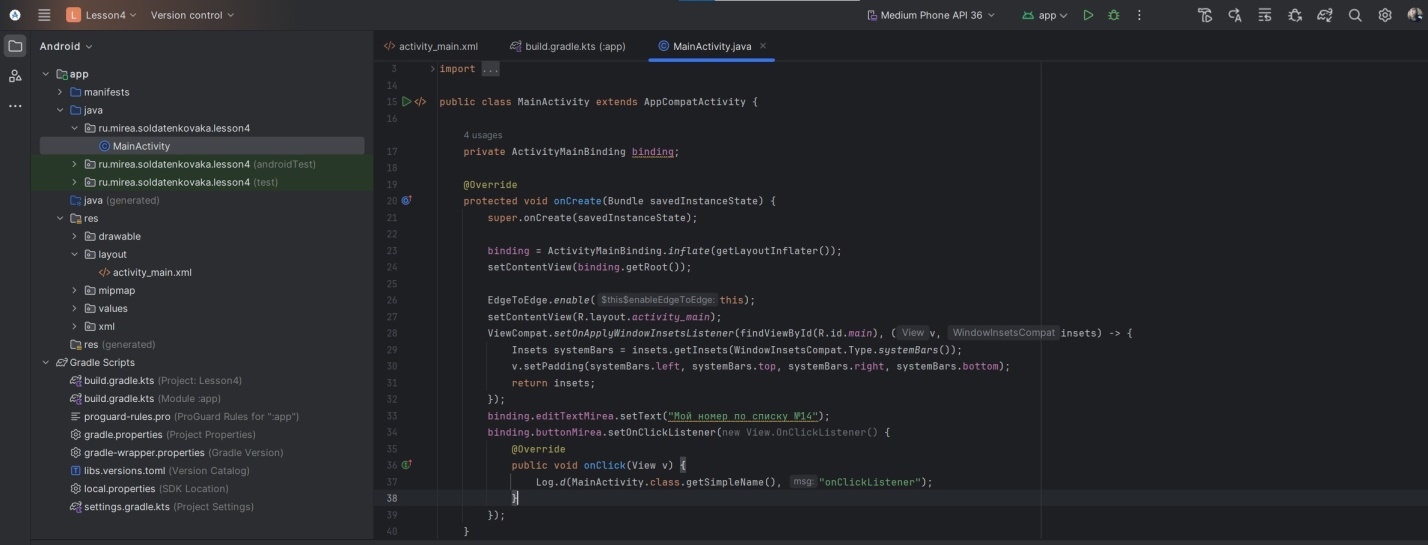 L Lesson4 Version control Medium Phone API 36 app
Android
app
manifests
java
ru.mirea.soldatenkovaka.lesson4
MainActivity
ru.mirea.soldatenkovaka.lesson4 (androidTest)
ru.mirea.soldatenkovaka.lesson4 (test)
java (generated)
res
drawable
layout
activity_main.xml
mipmap
values
xml
res (generated)
Gradle Scripts
build.gradle.kts (Project: Lesson4)
build.gradle.kts (Module :app)
proguard-rules.pro (ProGuard Rules for ":app")
gradle.properties (Project Properties)
gradle-wrapper.properties (Gradle Version)
libs.versions.toml (Version Catalog)
local.properties (SDK Location)
settings.gradle.kts (Project Settings)
activity_main.xml build.gradle.kts (:app) MainActivity.java
3 import ...
14
15 public class MainActivity extends AppCompatActivity {
16
4 usages
17 private ActivityMainBinding binding;
18
19 @Override
20 protected void onCreate(Bundle savedInstanceState) {
21 super.onCreate(savedInstanceState);
22
23 binding = ActivityMainBinding.inflate(getLayoutInflater());
24 setContentView(binding.getRoot());
25
26 EdgeToEdge.enable( $this$enableEdgeToEdge: this);
27 setContentView(R.layout.activity_main);
28 ViewCompat.setOnApplyWindowInsetsListener(findViewById(R.id.main), ( View v, WindowInsetsCompat insets) -> {
29 Insets systemBars = insets.getInsets(WindowInsetsCompat.Type.systemBars());
30 v.setPadding(systemBars.left, systemBars.top, systemBars.right, systemBars.bottom);
31 return insets;
32 });
33 binding.editTextMirea.setText("Мой номер по списку №14");
34 binding.buttonMirea.setOnClickListener(new View.OnClickListener() {
35 @Override
36 public void onClick(View v) {
37 Log.d(MainActivity.class.getSimpleName(), msg: "onClickListener");
38 }
39 });
40 }